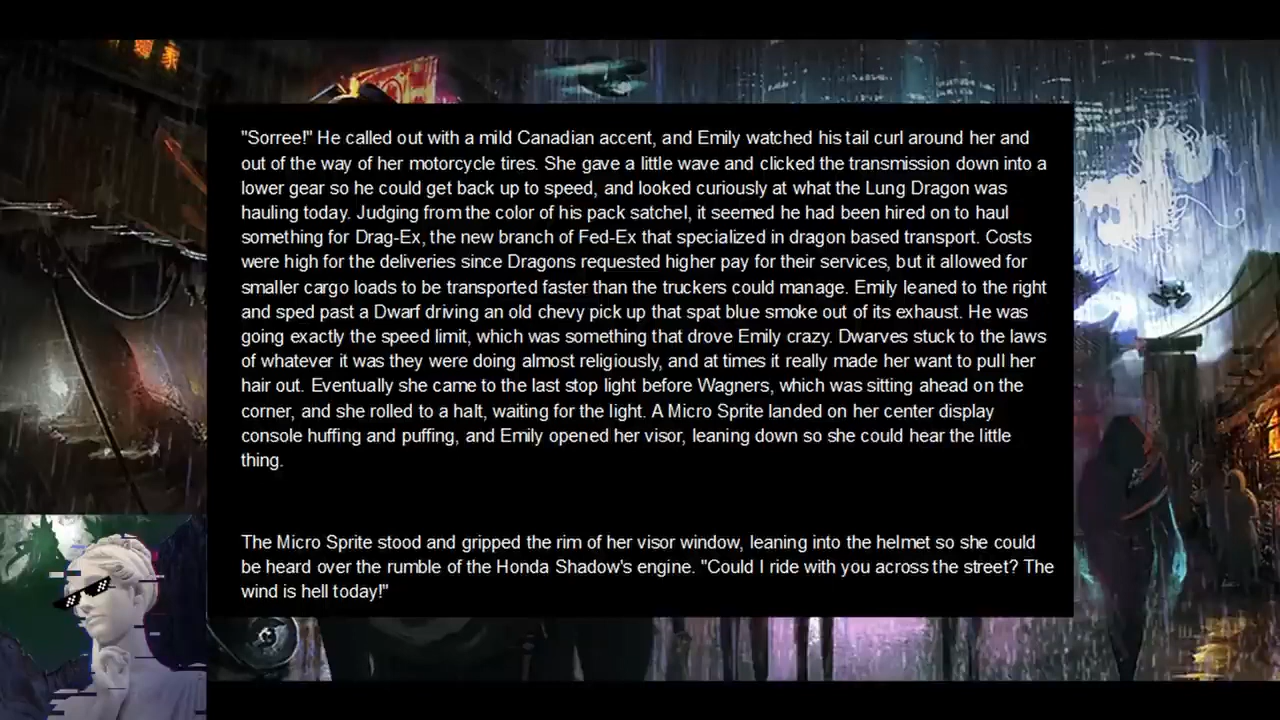 "Sorree!" He called out with a mild Canadian accent, and Emily watched his tail curl around her and
out of the way of her motorcycle tires. She gave a little wave and clicked the transmission down into a
lower gear so he could get back up to speed, and looked curiously at what the Lung Dragon was
hauling today. Judging from the color of his pack satchel, it seemed he had been hired on to haul
something for Drag-Ex, the new branch of Fed-Ex that specialized in dragon based transport. Costs
were high for the deliveries since Dragons requested higher pay for their services, but it allowed for
smaller cargo loads to be transported faster than the truckers could manage. Emily leaned to the right
and sped past a Dwarf driving an old chevy pick up that spat blue smoke out of its exhaust. He was
going exactly the speed limit, which was something that drove Emily crazy. Dwarves stuck to the laws
of whatever it was they were doing almost religiously, and at times it really made her want to pull her
hair out. Eventually she came to the last stop light before Wagners, which was sitting ahead on the
corner, and she rolled to a halt, waiting for the light. A Micro Sprite landed on her center display
console huffing and puffing, and Emily opened her visor, leaning down so she could hear the little
thing.
The Micro Sprite stood and gripped the rim of her visor window, leaning into the helmet so she could
be heard over the rumble of the Honda Shadow's engine. "Could I ride with you across the street? The
wind is hell today!"